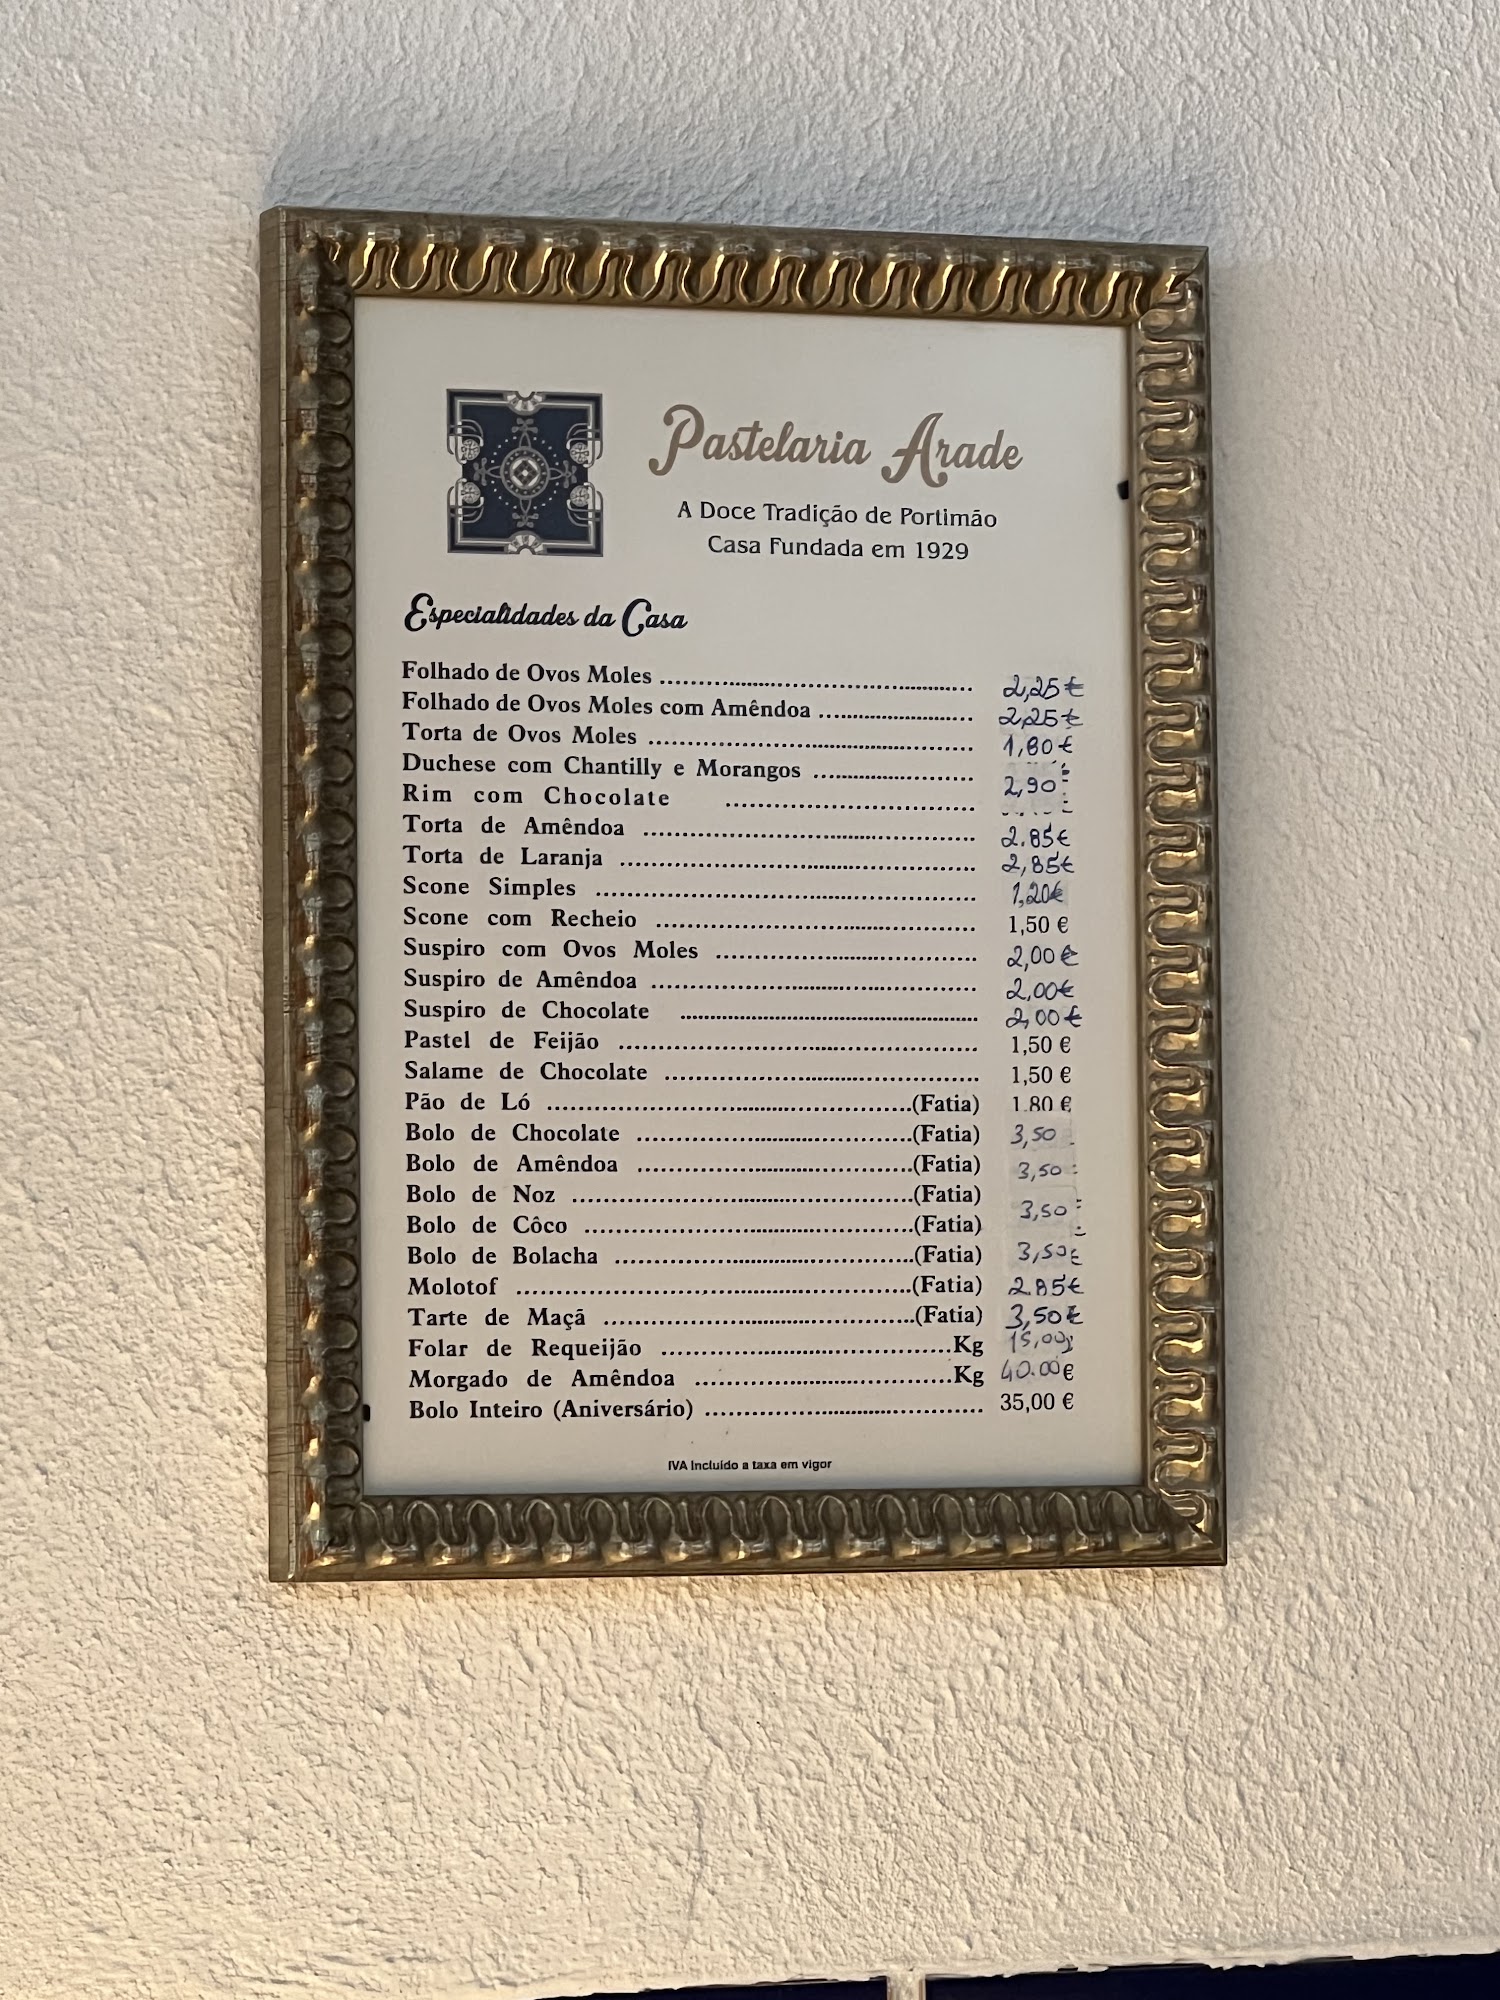 Pastelaria Arade
A Doce Tradição de Portimão
Casa Fundada em 1929
Especialidades da Casa
Folhado de Ovos Moles ........................................ 2,25€
Folhado de Ovos Moles com Amêndoa .................... 2,25€
Torta de Ovos Moles ........................................ 1,80€
Duchese com Chantilly e Morangos ....................
Rim com Chocolate .............................. 2,90
Torta de Amêndoa ........................................ 2.85€
Torta de Laranja ........................................ 2,85€
Scone Simples ........................................ 1,20€
Scone com Recheio ........................................ 1,50 €
Suspiro com Ovos Moles .............................. 2,00€
Suspiro de Amêndoa ........................................ 2,00€
Suspiro de Chocolate ........................................ 2,00€
Pastel de Feijão ........................................ 1,50 €
Salame de Chocolate ........................................ 1,50 €
Pão de Ló ........................................(Fatia) 1.80 €
Bolo de Chocolate ..............................(Fatia) 3,50
Bolo de Amêndoa ..............................(Fatia) 3,50
Bolo de Noz ........................................(Fatia) 3,50
Bolo de Côco ........................................(Fatia)
Bolo de Bolacha ..............................(Fatia) 3,50€
Molotof ........................................(Fatia) 2.85€
Tarte de Maçã ..............................(Fatia) 3,50€
Folar de Requeijão ..............................Kg 15,00
Morgado de Amêndoa ..............................Kg 40.00€
Bolo Inteiro (Aniversário) .............................. 35,00 €
IVA Incluído a taxa em vigor